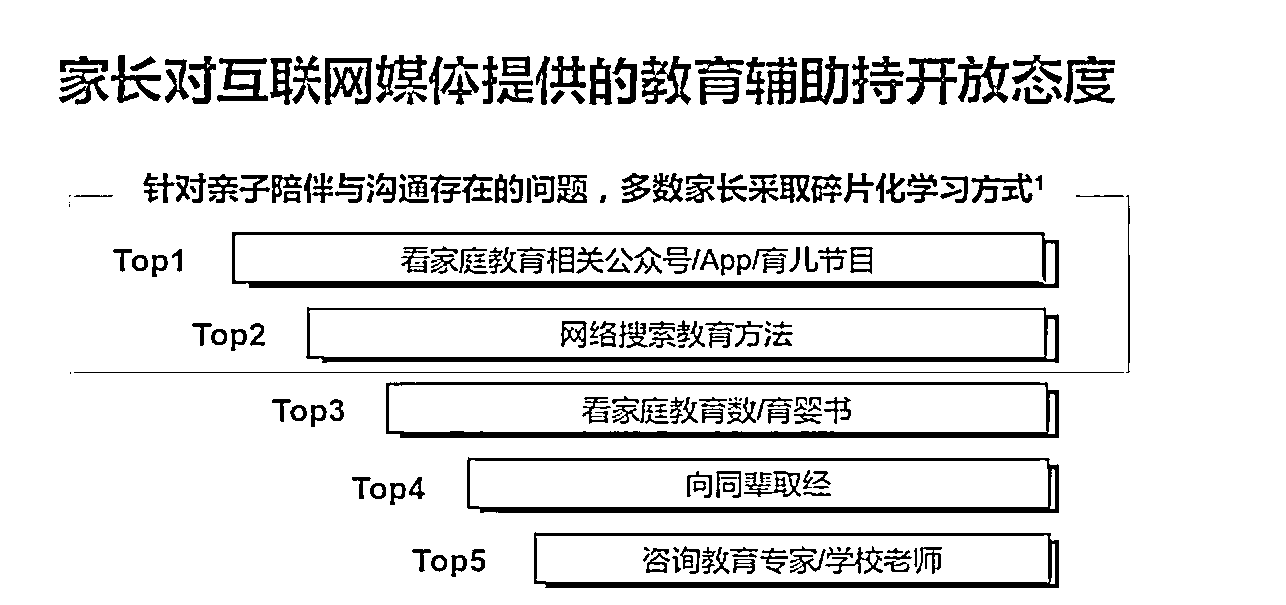 家长对互联网媒体提供的教育辅助持开放态度
针对亲子陪伴与沟通存在的问题，多数家长采取碎片化学习方式1
Top1 看家庭教育相关公众号/App/育儿节目
Top2 网络搜索教育方法
Top3 看家庭教育数/育婴书
Top4 向同辈取经
Top5 咨询教育专家/学校老师